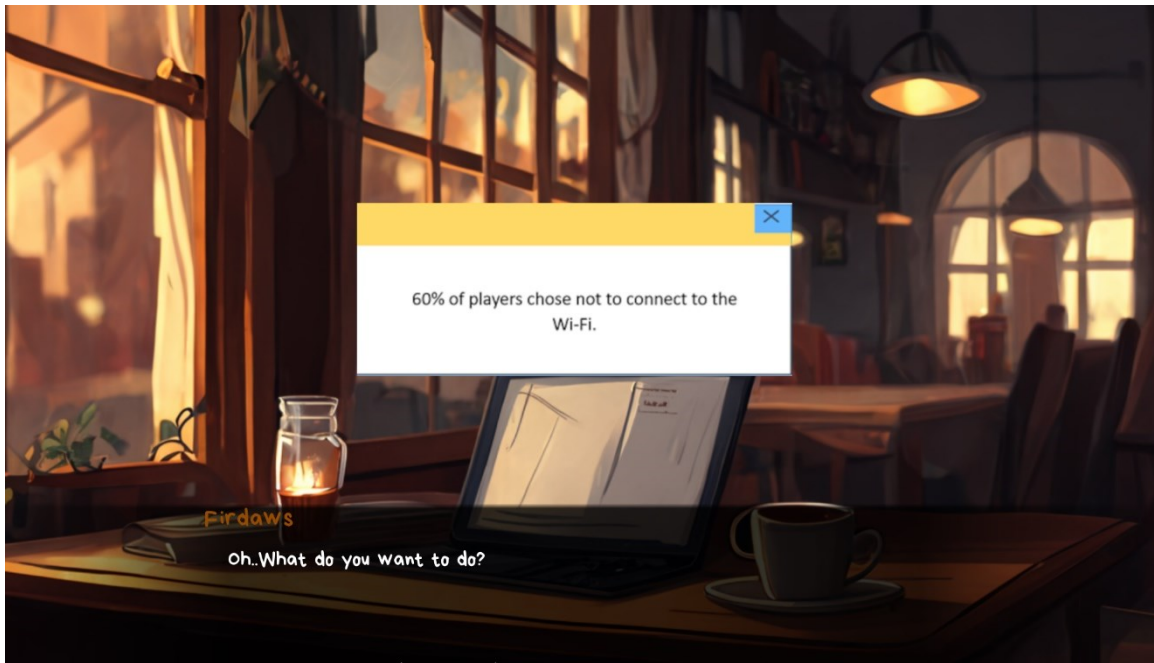 60% of players chose not to connect to the
Wi-Fi.
Firdaws
Oh..What do you want to do?